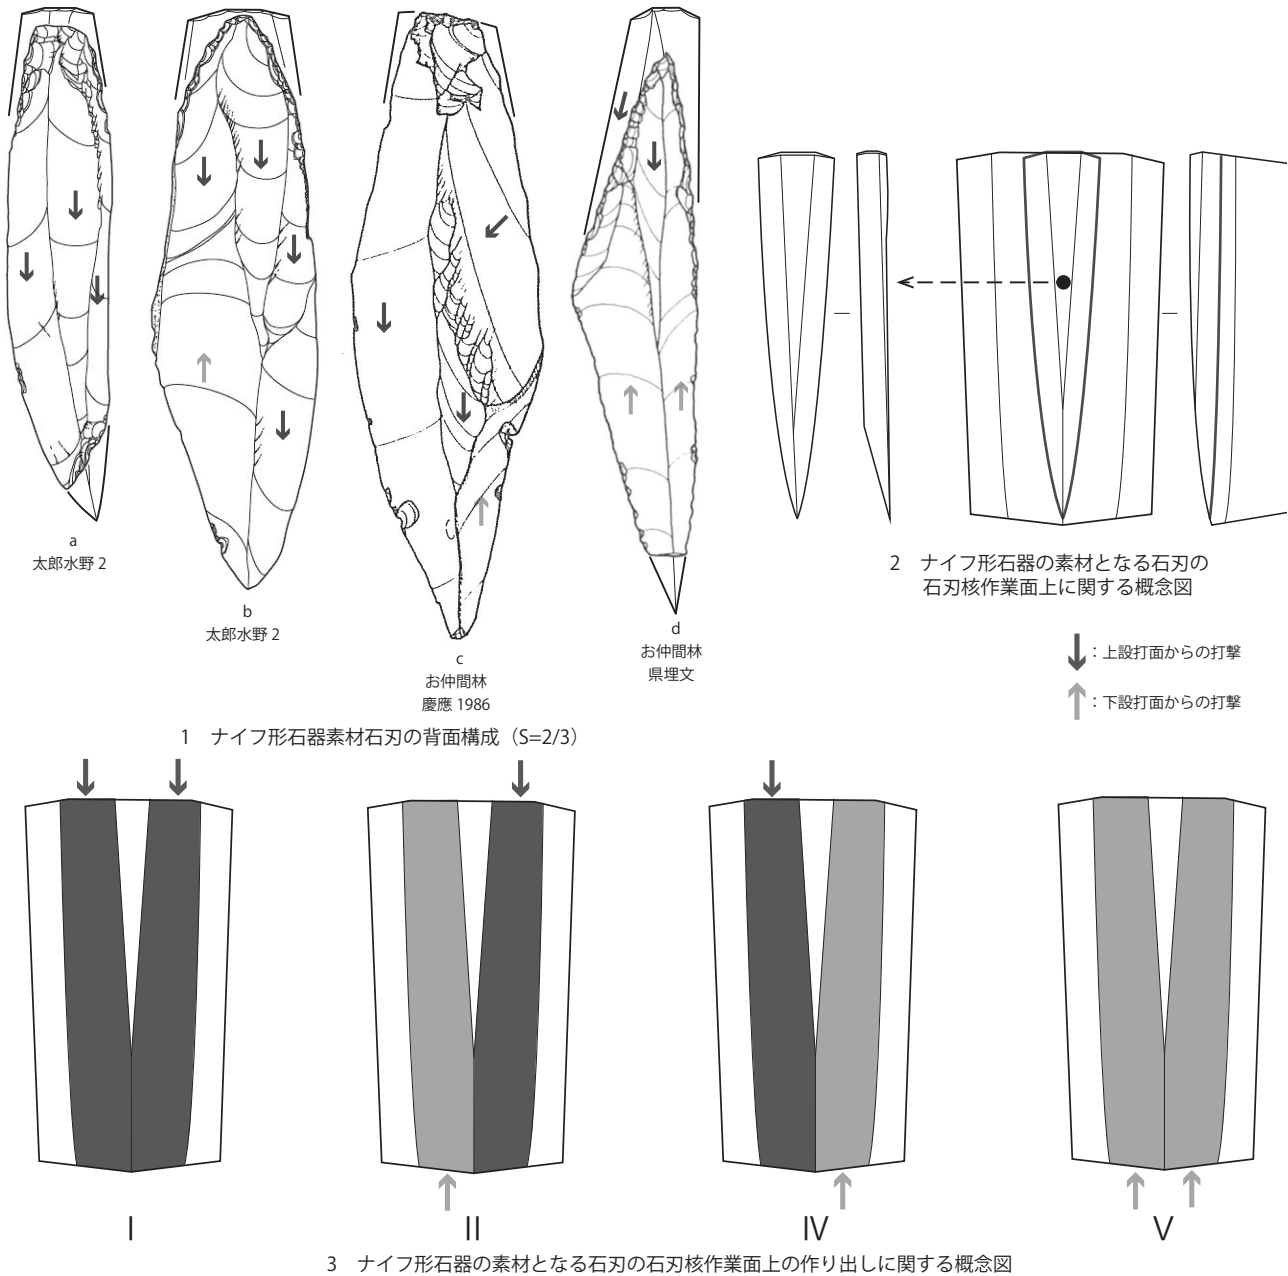 a
太郎水野 2
b
太郎水野 2
c
お仲間林
慶應 1986
d
お仲間林
県埋文
1　ナイフ形石器素材石刃の背面構成（S=2/3）
2　ナイフ形石器の素材となる石刃の
石刃核作業面上に関する概念図
：上設打面からの打撃
：下設打面からの打撃
I
II
IV
V
3　ナイフ形石器の素材となる石刃の石刃核作業面上の作り出しに関する概念図